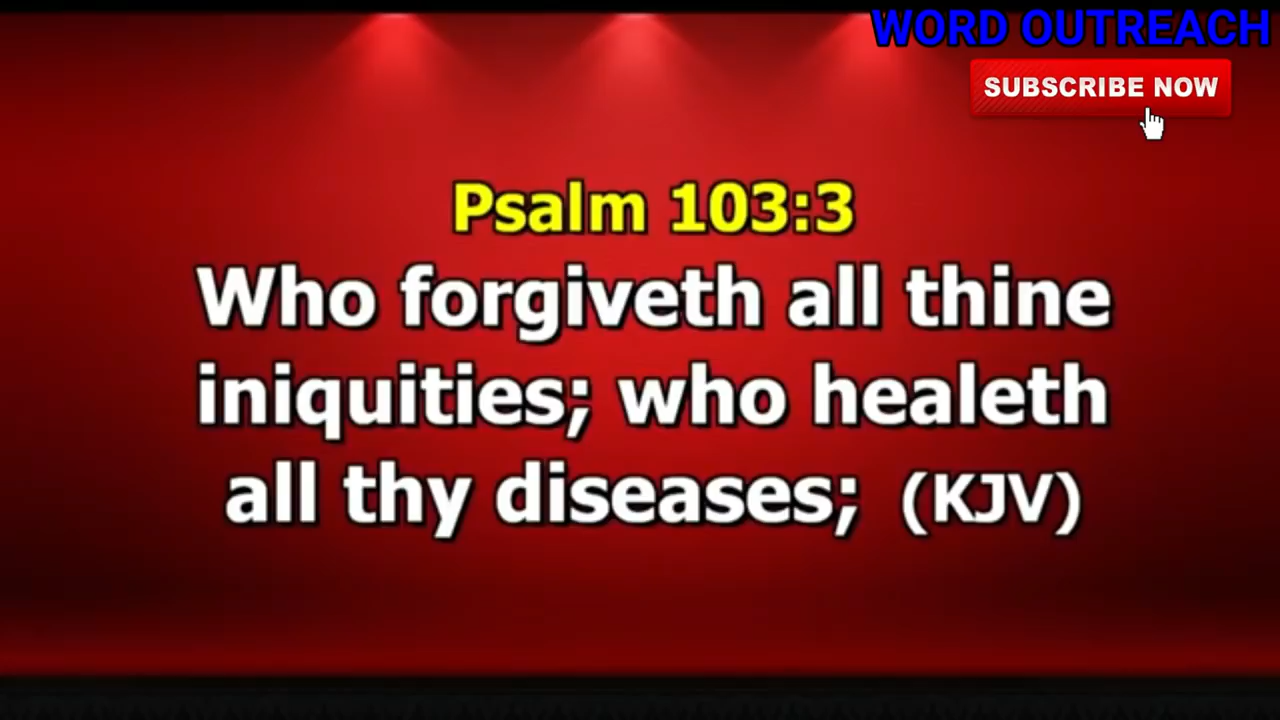 WORD OUTREACH
SUBSCRIBE NOW
Psalm 103:3
Who forgiveth all thine
iniquities; who healeth
all thy diseases; (KJV)